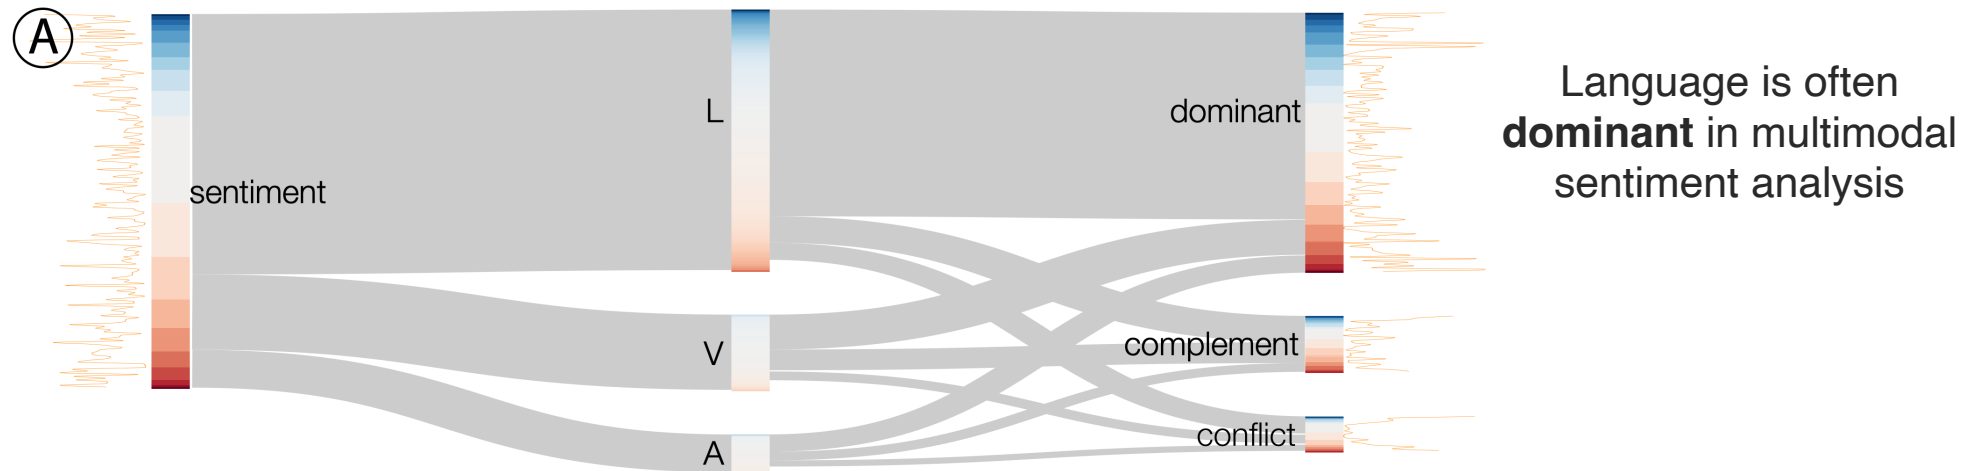 A
sentiment
L
V
A
dominant
complement
conflict
Language is often
dominant in multimodal
sentiment analysis